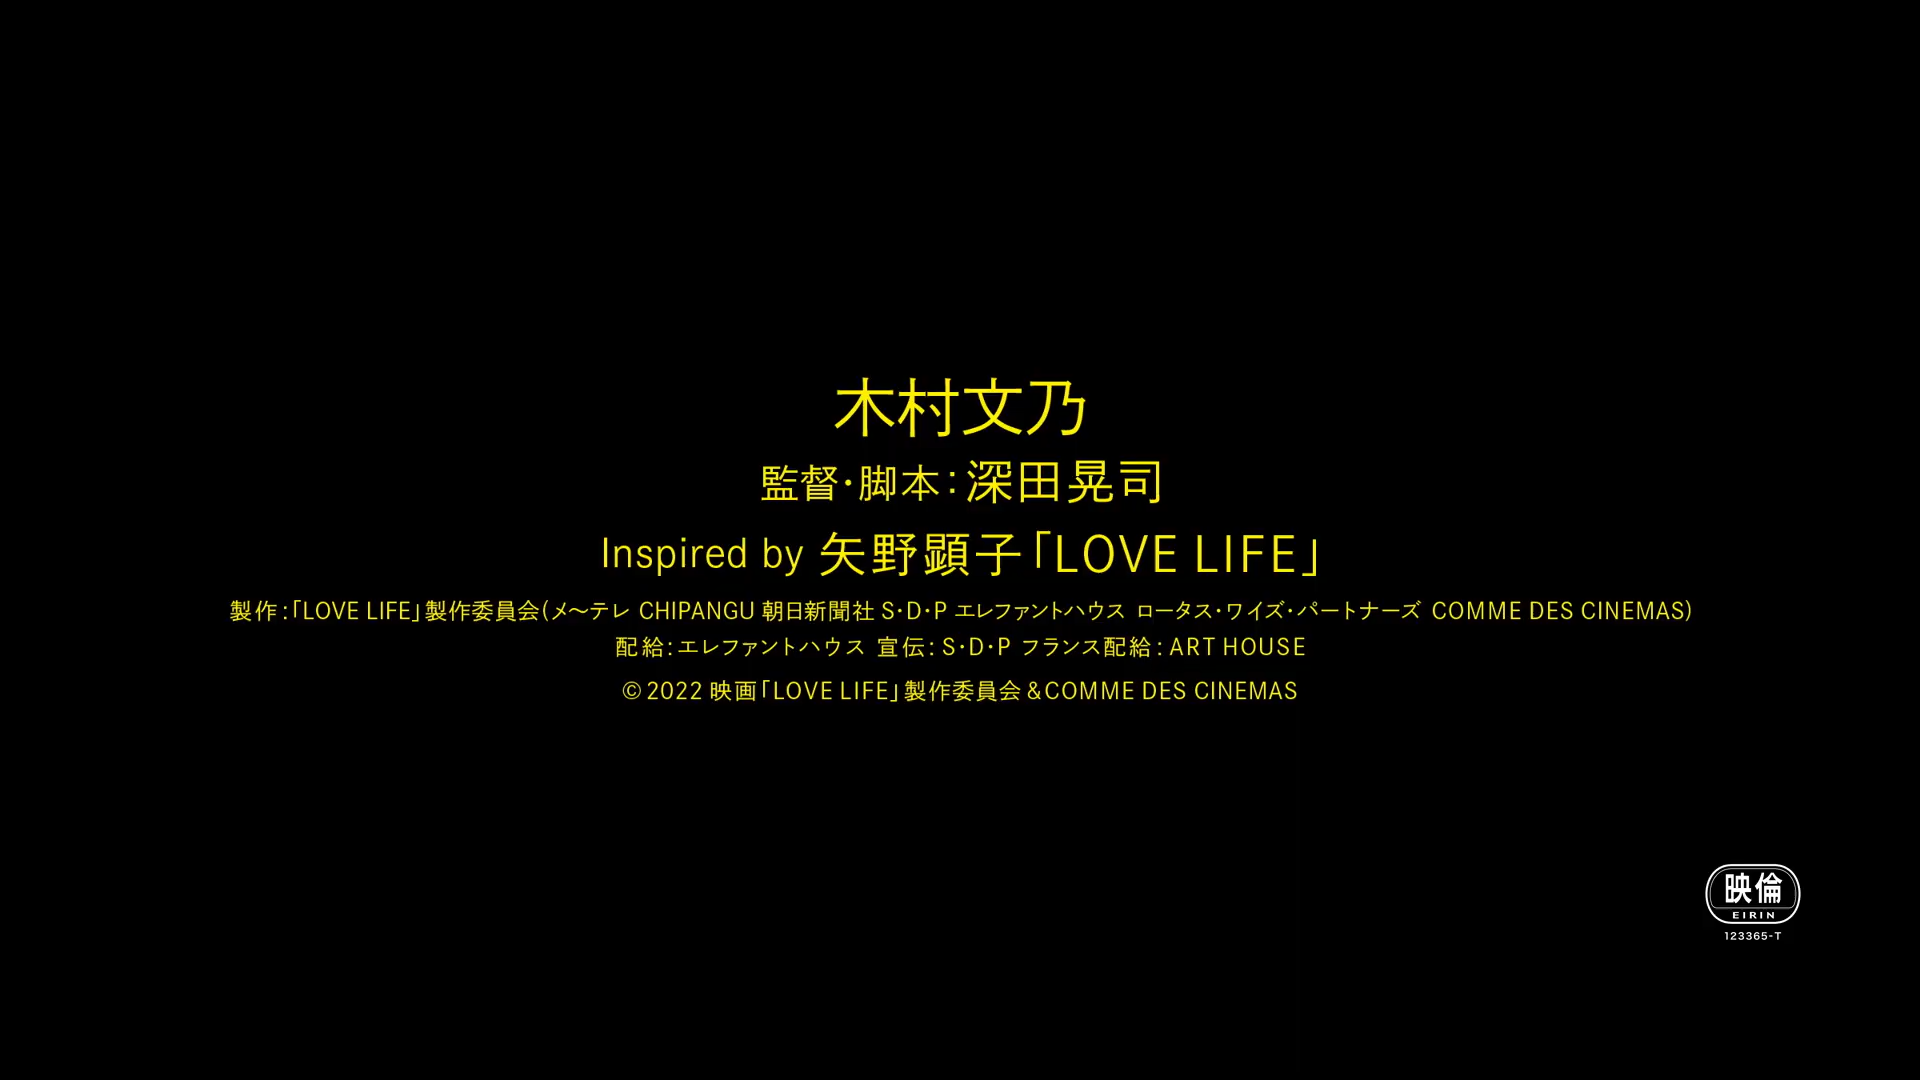 木村文乃
監督・脚本：深田晃司
Inspired by 矢野顕子「LOVE LIFE」
製作：「LOVE LIFE」製作委員会（メ〜テレ CHIPANGU 朝日新聞社 S・D・P エレファントハウス ロータス・ワイズ・パートナーズ COMME DES CINEMAS）
配給：エレファントハウス 宣伝：S・D・P フランス配給：ART HOUSE
©2022 映画「LOVE LIFE」製作委員会&COMME DES CINEMAS
映倫
EIRIN
123365-T